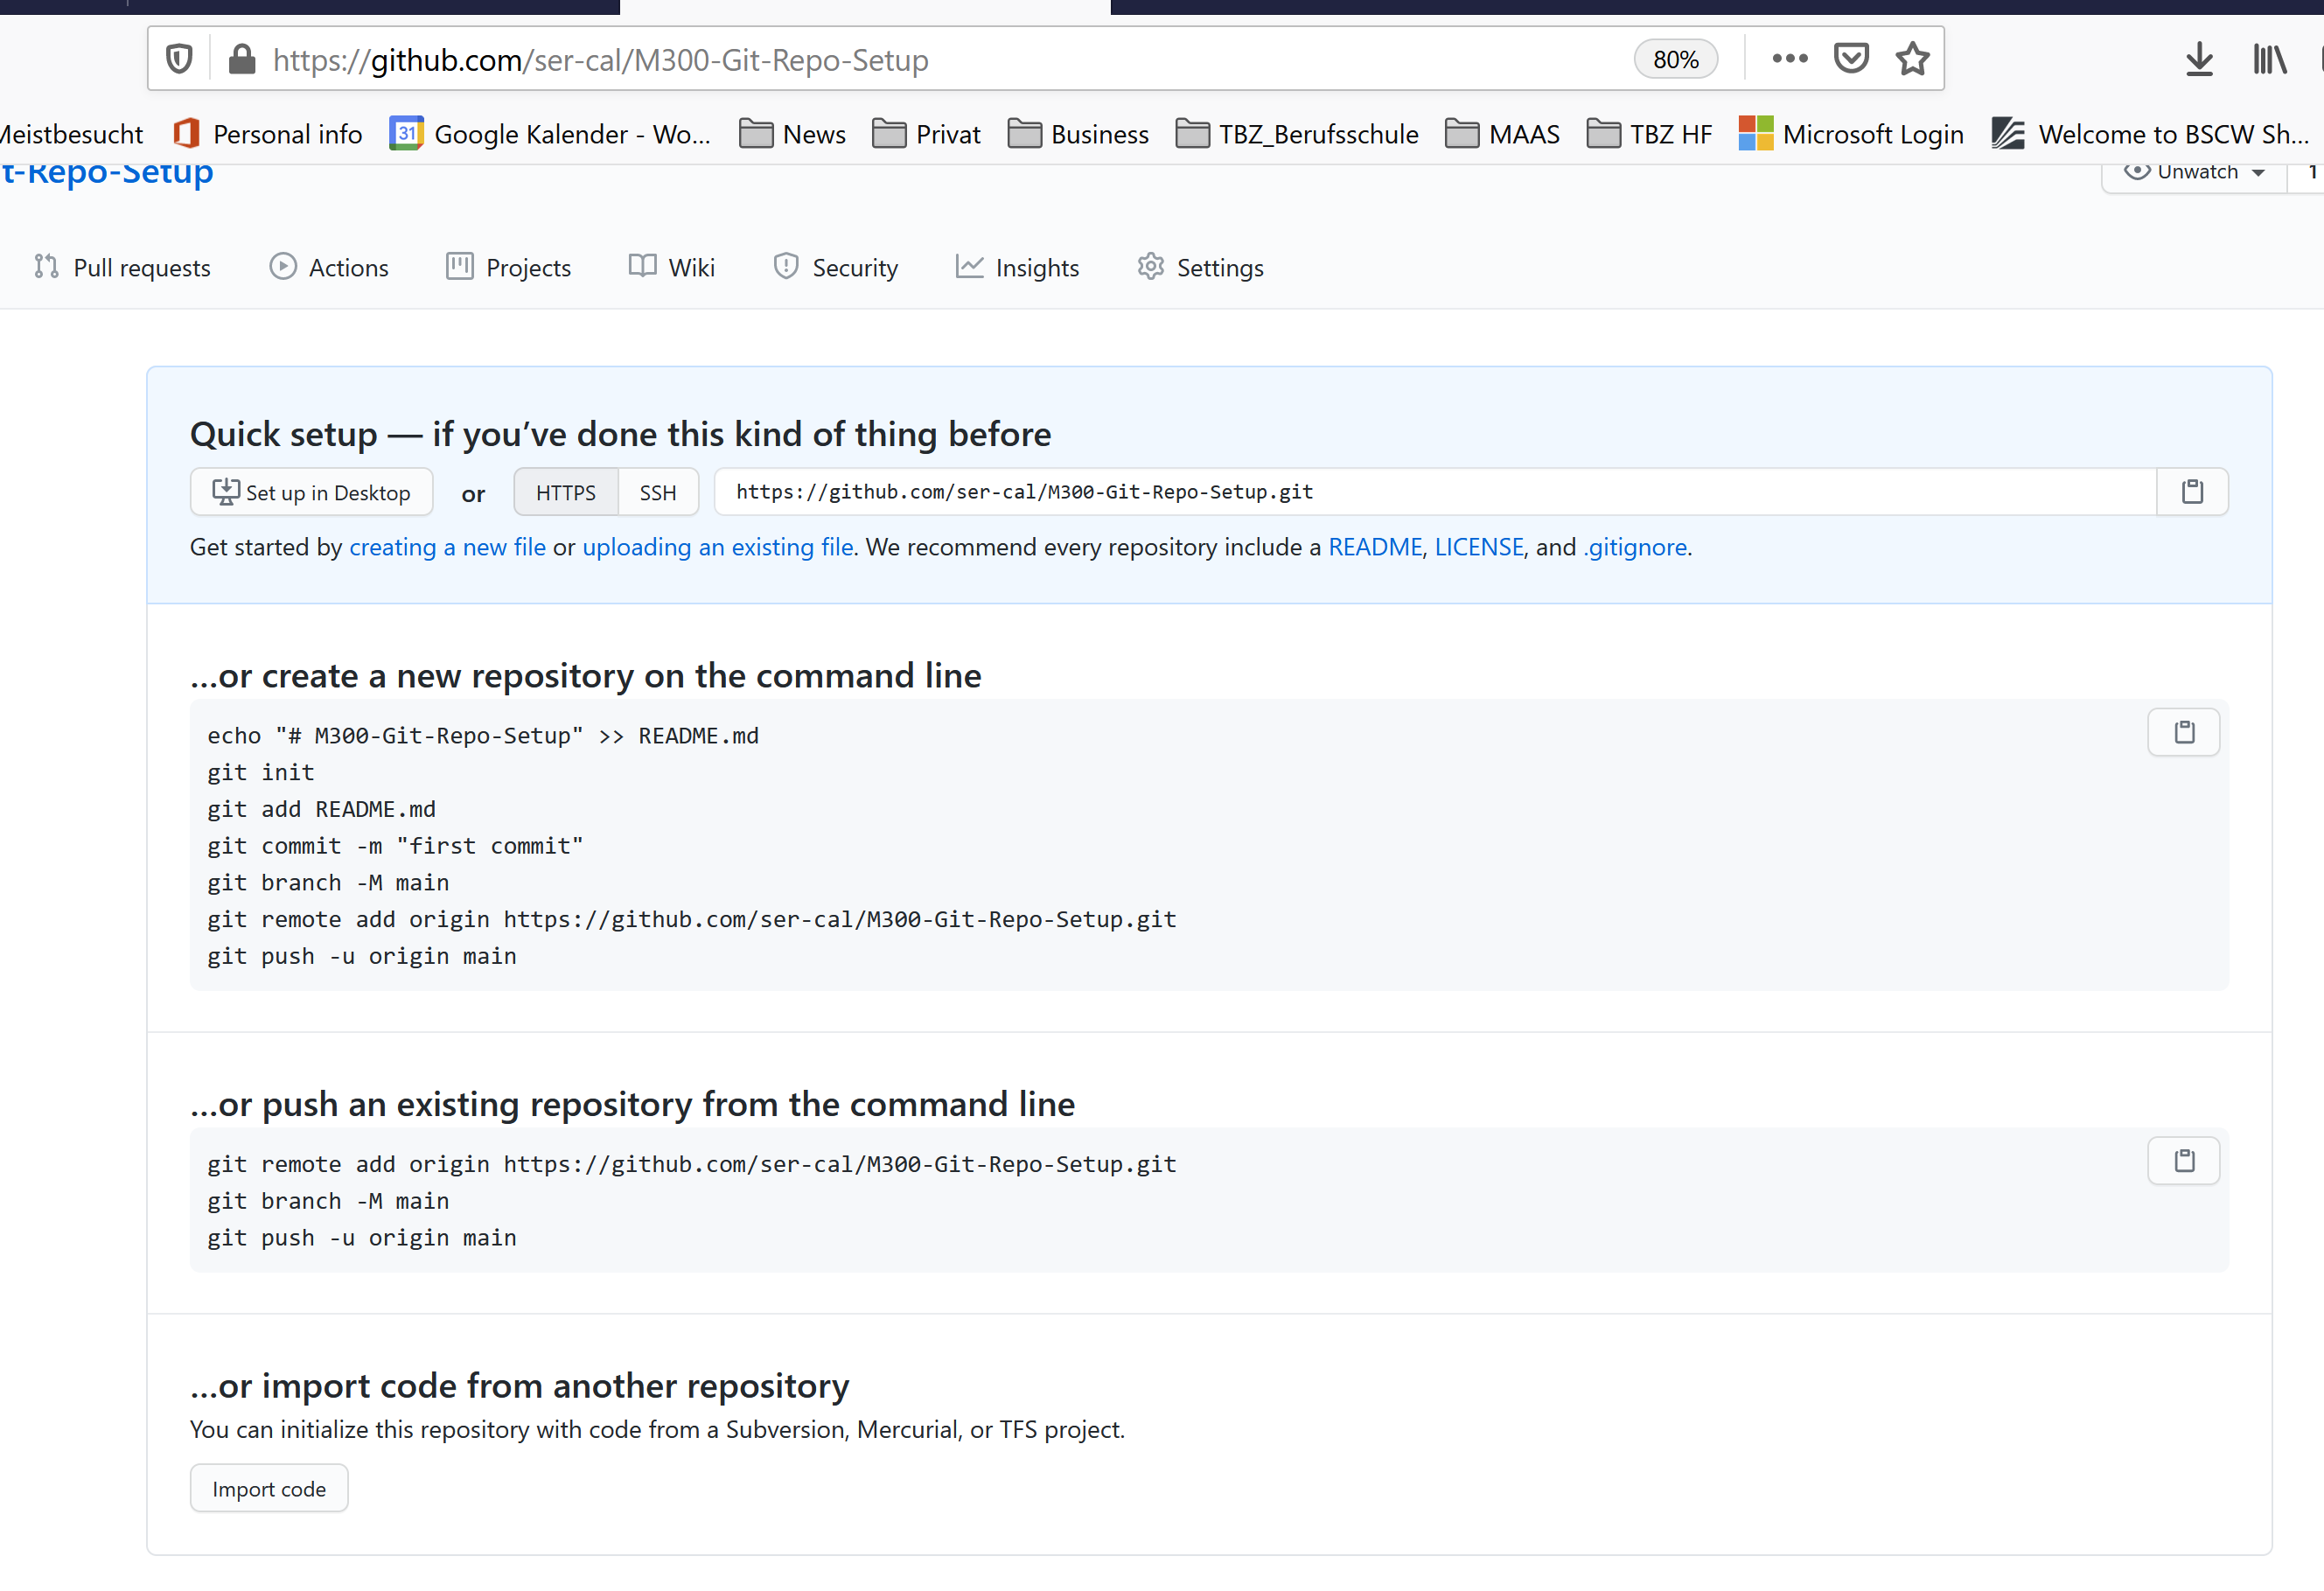 https://github.com/ser-cal/M300-Git-Repo-Setup 80%
Meistbesucht Personal info 31 Google Kalender - Wo... News Privat Business TBZ_Berufsschule MAAS TBZ HF Microsoft Login Welcome to BSCW Sh...
t-Repo-Setup Unwatch 1
Pull requests Actions Projects Wiki Security Insights Settings
Quick setup — if you’ve done this kind of thing before
Set up in Desktop or HTTPS SSH https://github.com/ser-cal/M300-Git-Repo-Setup.git
Get started by creating a new file or uploading an existing file. We recommend every repository include a README, LICENSE, and .gitignore.
…or create a new repository on the command line
echo "# M300-Git-Repo-Setup" >> README.md
git init
git add README.md
git commit -m "first commit"
git branch -M main
git remote add origin https://github.com/ser-cal/M300-Git-Repo-Setup.git
git push -u origin main
…or push an existing repository from the command line
git remote add origin https://github.com/ser-cal/M300-Git-Repo-Setup.git
git branch -M main
git push -u origin main
…or import code from another repository
You can initialize this repository with code from a Subversion, Mercurial, or TFS project.
Import code